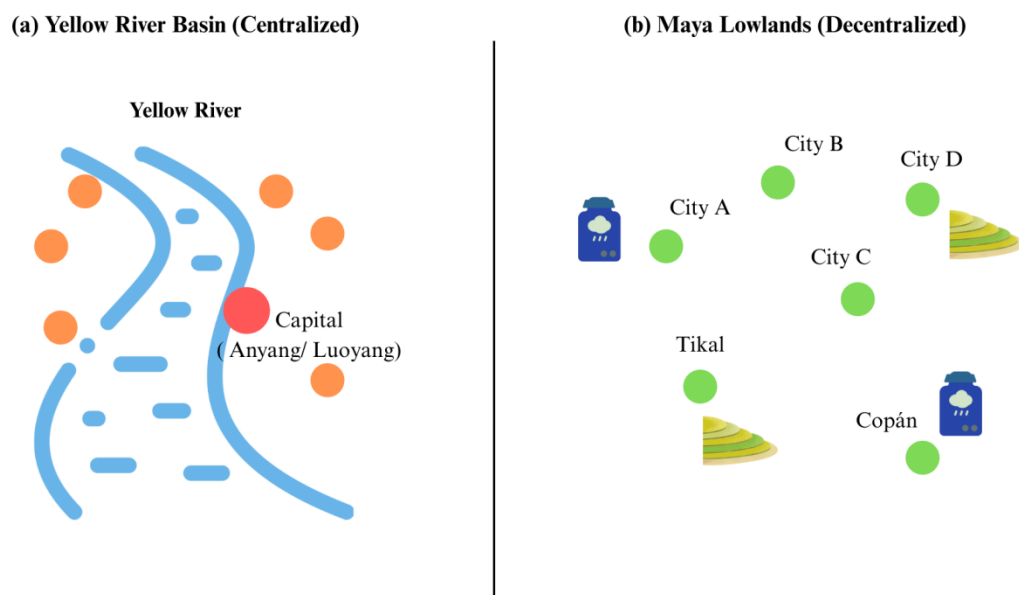 (a) Yellow River Basin (Centralized)
Yellow River
Capital
( Anyang/ Luoyang)
(b) Maya Lowlands (Decentralized)
City B
City D
City A
City C
Tikal
Copán